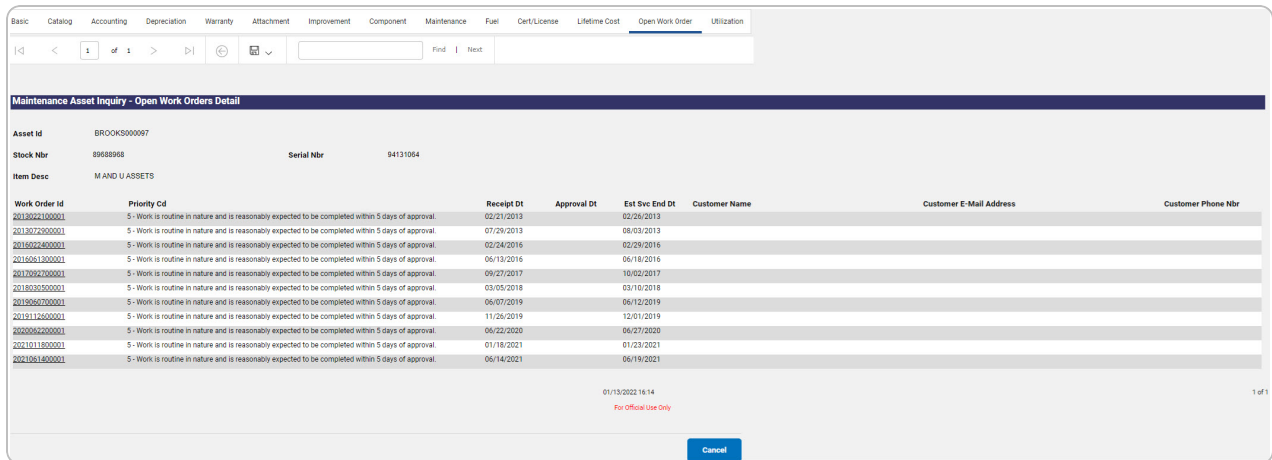 Basic Catalog Accounting Depreciation Warranty Attachment Improvement Component Maintenance Fuel Cert/License Lifetime Cost Open Work Order Utilization
1 of 1 Find | Next
Maintenance Asset Inquiry - Open Work Orders Detail
Asset Id BROOKS000097
Stock Nbr 89688968 Serial Nbr 94131064
Item Desc M AND U ASSETS
Work Order Id Priority Cd Receipt Dt Approval Dt Est Svc End Dt Customer Name Customer E-Mail Address Customer Phone Nbr
2013022100001 5 - Work is routine in nature and is reasonably expected to be completed within 5 days of approval. 02/21/2013 02/26/2013
2013072900001 5 - Work is routine in nature and is reasonably expected to be completed within 5 days of approval. 07/29/2013 08/03/2013
2016022400001 5 - Work is routine in nature and is reasonably expected to be completed within 5 days of approval. 02/24/2016 02/29/2016
2016061300001 5 - Work is routine in nature and is reasonably expected to be completed within 5 days of approval. 06/13/2016 06/18/2016
2017092700001 5 - Work is routine in nature and is reasonably expected to be completed within 5 days of approval. 09/27/2017 10/02/2017
2018030500001 5 - Work is routine in nature and is reasonably expected to be completed within 5 days of approval. 03/05/2018 03/10/2018
2019060700001 5 - Work is routine in nature and is reasonably expected to be completed within 5 days of approval. 06/07/2019 06/12/2019
2019112600001 5 - Work is routine in nature and is reasonably expected to be completed within 5 days of approval. 11/26/2019 12/01/2019
2020062200001 5 - Work is routine in nature and is reasonably expected to be completed within 5 days of approval. 06/22/2020 06/27/2020
2021011800001 5 - Work is routine in nature and is reasonably expected to be completed within 5 days of approval. 01/18/2021 01/23/2021
2021061400001 5 - Work is routine in nature and is reasonably expected to be completed within 5 days of approval. 06/14/2021 06/19/2021
01/13/2022 16:14 1 of 1
For Official Use Only
Cancel